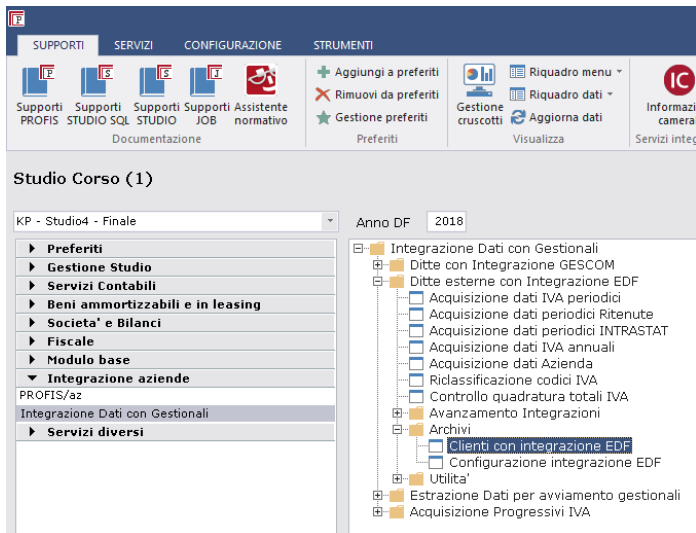 SUPPORTI SERVIZI CONFIGURAZIONE STRUMENTI
P S S J
Supporti PROFIS
Supporti STUDIO SQL
Supporti STUDIO
Supporti JOB
Assistente normativo
Documentazione
Aggiungi a preferiti
Rimuovi da preferiti
Gestione preferiti
Preferiti
Gestione cruscotti
Riquadro menu
Riquadro dati
Aggiorna dati
Visualizza
IC
Informazi
camera
Servizi integ
Studio Corso (1)
KP - Studio4 - Finale
Anno DF 2018
Preferiti
Gestione Studio
Servizi Contabili
Beni ammortizzabili e in leasing
Societa' e Bilanci
Fiscale
Modulo base
Integrazione aziende
PROFIS/az
Integrazione Dati con Gestionali
Servizi diversi
Integrazione Dati con Gestionali
Ditte con Integrazione GESCOM
Ditte esterne con Integrazione EDF
Acquisizione dati IVA periodici
Acquisizione dati periodici Ritenute
Acquisizione dati periodici INTRASTAT
Acquisizione dati IVA annuali
Acquisizione dati Azienda
Riclassificazione codici IVA
Controllo quadratura totali IVA
Avanzamento Integrazioni
Archivi
Clienti con integrazione EDF
Configurazione integrazione EDF
Utilita'
Estrazione Dati per avviamento gestionali
Acquisizione Progressivi IVA